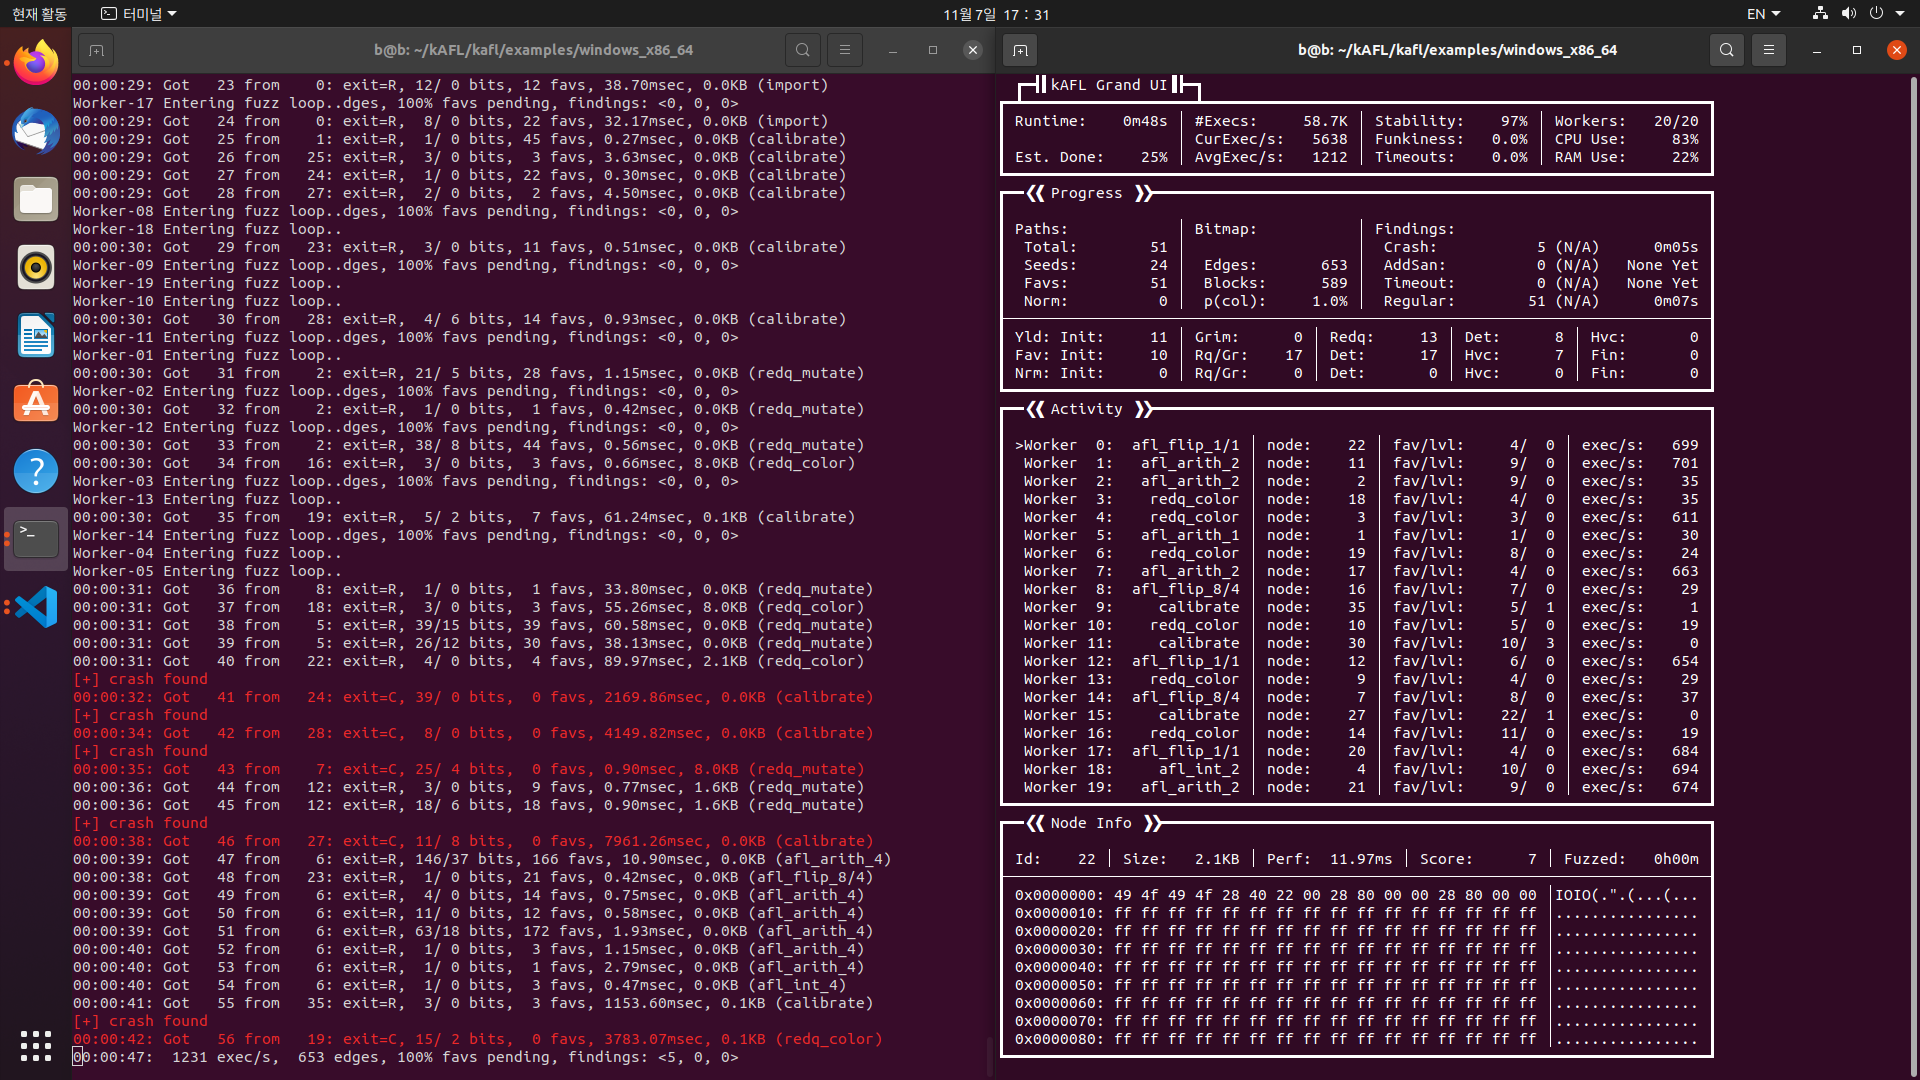 현재 활동
터미널
11월 7일 17 : 31
EN
b@b: ~/kAFL/kafl/examples/windows_x86_64
00:00:29: Got   23 from    0: exit=R, 12/ 0 bits, 12 favs, 38.70msec, 0.0KB (import)
Worker-17 Entering fuzz loop..dges, 100% favs pending, findings: <0, 0, 0>
00:00:29: Got   24 from    0: exit=R,  8/ 0 bits, 22 favs, 32.17msec, 0.0KB (import)
00:00:29: Got   25 from    1: exit=R,  1/ 0 bits, 45 favs, 0.27msec, 0.0KB (calibrate)
00:00:29: Got   26 from   25: exit=R,  3/ 0 bits,  3 favs, 3.63msec, 0.0KB (calibrate)
00:00:29: Got   27 from   24: exit=R,  1/ 0 bits, 22 favs, 0.30msec, 0.0KB (calibrate)
00:00:29: Got   28 from   27: exit=R,  2/ 0 bits,  2 favs, 4.50msec, 0.0KB (calibrate)
Worker-08 Entering fuzz loop..dges, 100% favs pending, findings: <0, 0, 0>
Worker-18 Entering fuzz loop..
00:00:30: Got   29 from   23: exit=R,  3/ 0 bits, 11 favs, 0.51msec, 0.0KB (calibrate)
Worker-09 Entering fuzz loop..dges, 100% favs pending, findings: <0, 0, 0>
Worker-19 Entering fuzz loop..
Worker-10 Entering fuzz loop..
00:00:30: Got   30 from   28: exit=R,  4/ 6 bits, 14 favs, 0.93msec, 0.0KB (calibrate)
Worker-11 Entering fuzz loop..dges, 100% favs pending, findings: <0, 0, 0>
Worker-01 Entering fuzz loop..
00:00:30: Got   31 from    2: exit=R, 21/ 5 bits, 28 favs, 1.15msec, 0.0KB (redq_mutate)
Worker-02 Entering fuzz loop..dges, 100% favs pending, findings: <0, 0, 0>
00:00:30: Got   32 from    2: exit=R,  1/ 0 bits,  1 favs, 0.42msec, 0.0KB (redq_mutate)
Worker-12 Entering fuzz loop..dges, 100% favs pending, findings: <0, 0, 0>
00:00:30: Got   33 from    2: exit=R, 38/ 8 bits, 44 favs, 0.56msec, 0.0KB (redq_mutate)
00:00:30: Got   34 from   16: exit=R,  3/ 0 bits,  3 favs, 0.66msec, 8.0KB (redq_color)
Worker-03 Entering fuzz loop..dges, 100% favs pending, findings: <0, 0, 0>
Worker-13 Entering fuzz loop..
00:00:30: Got   35 from   19: exit=R,  5/ 2 bits,  7 favs, 61.24msec, 0.1KB (calibrate)
Worker-14 Entering fuzz loop..dges, 100% favs pending, findings: <0, 0, 0>
Worker-04 Entering fuzz loop..
Worker-05 Entering fuzz loop..
00:00:31: Got   36 from    8: exit=R,  1/ 0 bits,  1 favs, 33.80msec, 0.0KB (redq_mutate)
00:00:31: Got   37 from   18: exit=R,  3/ 0 bits,  3 favs, 55.26msec, 8.0KB (redq_color)
00:00:31: Got   38 from    5: exit=R, 39/15 bits, 39 favs, 60.58msec, 0.0KB (redq_mutate)
00:00:31: Got   39 from    5: exit=R, 26/12 bits, 30 favs, 38.13msec, 0.0KB (redq_mutate)
00:00:31: Got   40 from   22: exit=R,  4/ 0 bits,  4 favs, 89.97msec, 2.1KB (redq_color)
[+] crash found
00:00:32: Got   41 from   24: exit=C, 39/ 0 bits,  0 favs, 2169.86msec, 0.0KB (calibrate)
[+] crash found
00:00:34: Got   42 from   28: exit=C,  8/ 0 bits,  0 favs, 4149.82msec, 0.0KB (calibrate)
[+] crash found
00:00:35: Got   43 from    7: exit=C, 25/ 4 bits,  0 favs, 0.90msec, 8.0KB (redq_mutate)
00:00:36: Got   44 from   12: exit=R,  3/ 0 bits,  9 favs, 0.77msec, 1.6KB (redq_mutate)
00:00:36: Got   45 from   12: exit=R, 18/ 6 bits, 18 favs, 0.90msec, 1.6KB (redq_mutate)
[+] crash found
00:00:38: Got   46 from   27: exit=C, 11/ 8 bits,  0 favs, 7961.26msec, 0.0KB (calibrate)
00:00:39: Got   47 from    6: exit=R, 146/37 bits, 166 favs, 10.90msec, 0.0KB (afl_arith_4)
00:00:38: Got   48 from   23: exit=R,  1/ 0 bits, 21 favs, 0.42msec, 0.0KB (afl_flip_8/4)
00:00:39: Got   49 from    6: exit=R,  4/ 0 bits, 14 favs, 0.75msec, 0.0KB (afl_arith_4)
00:00:39: Got   50 from    6: exit=R, 11/ 0 bits, 12 favs, 0.58msec, 0.0KB (afl_arith_4)
00:00:39: Got   51 from    6: exit=R, 63/18 bits, 172 favs, 1.93msec, 0.0KB (afl_arith_4)
00:00:40: Got   52 from    6: exit=R,  1/ 0 bits,  3 favs, 1.15msec, 0.0KB (afl_arith_4)
00:00:40: Got   53 from    6: exit=R,  1/ 0 bits,  1 favs, 2.79msec, 0.0KB (afl_arith_4)
00:00:40: Got   54 from    6: exit=R,  1/ 0 bits,  3 favs, 0.47msec, 0.0KB (afl_int_4)
00:00:41: Got   55 from   35: exit=R,  3/ 0 bits,  3 favs, 1153.60msec, 0.1KB (calibrate)
[+] crash found
00:00:42: Got   56 from   19: exit=C, 15/ 2 bits,  0 favs, 3783.07msec, 0.1KB (redq_color)
00:00:47:  1231 exec/s,  653 edges, 100% favs pending, findings: <5, 0, 0>
b@b: ~/kAFL/kafl/examples/windows_x86_64
kAFL Grand UI
Runtime: 0m48s | #Execs: 58.7K | Stability: 97% | Workers: 20/20
CurExec/s: 5638 | Funkiness: 0.0% | CPU Use: 83%
Est. Done: 25% | AvgExec/s: 1212 | Timeouts: 0.0% | RAM Use: 22%
❮❮ Progress ❯❯
Paths: | Bitmap: | Findings:
Total: 51 | | Crash: 5 (N/A) 0m05s
Seeds: 24 | Edges: 653 | AddSan: 0 (N/A) None Yet
Favs: 51 | Blocks: 589 | Timeout: 0 (N/A) None Yet
Norm: 0 | p(col): 1.0% | Regular: 51 (N/A) 0m07s
Yld: Init: 11 | Grim: 0 | Redq: 13 | Det: 8 | Hvc: 0
Fav: Init: 10 | Rq/Gr: 17 | Det: 17 | Hvc: 7 | Fin: 0
Nrm: Init: 0 | Rq/Gr: 0 | Det: 0 | Hvc: 0 | Fin: 0
❮❮ Activity ❯❯
>Worker  0: afl_flip_1/1 | node: 22 | fav/lvl: 4/ 0 | exec/s: 699
Worker  1: afl_arith_2 | node: 11 | fav/lvl: 9/ 0 | exec/s: 701
Worker  2: afl_arith_2 | node: 2 | fav/lvl: 9/ 0 | exec/s: 35
Worker  3: redq_color | node: 18 | fav/lvl: 4/ 0 | exec/s: 35
Worker  4: redq_color | node: 3 | fav/lvl: 3/ 0 | exec/s: 611
Worker  5: afl_arith_1 | node: 1 | fav/lvl: 1/ 0 | exec/s: 30
Worker  6: redq_color | node: 19 | fav/lvl: 8/ 0 | exec/s: 24
Worker  7: afl_arith_2 | node: 17 | fav/lvl: 4/ 0 | exec/s: 663
Worker  8: afl_flip_8/4 | node: 16 | fav/lvl: 7/ 0 | exec/s: 29
Worker  9: calibrate | node: 35 | fav/lvl: 5/ 1 | exec/s: 1
Worker 10: redq_color | node: 10 | fav/lvl: 5/ 0 | exec/s: 19
Worker 11: calibrate | node: 30 | fav/lvl: 10/ 3 | exec/s: 0
Worker 12: afl_flip_1/1 | node: 12 | fav/lvl: 6/ 0 | exec/s: 654
Worker 13: redq_color | node: 9 | fav/lvl: 4/ 0 | exec/s: 29
Worker 14: afl_flip_8/4 | node: 7 | fav/lvl: 8/ 0 | exec/s: 37
Worker 15: calibrate | node: 27 | fav/lvl: 22/ 1 | exec/s: 0
Worker 16: redq_color | node: 14 | fav/lvl: 11/ 0 | exec/s: 19
Worker 17: afl_flip_1/1 | node: 20 | fav/lvl: 4/ 0 | exec/s: 684
Worker 18: afl_int_2 | node: 4 | fav/lvl: 10/ 0 | exec/s: 694
Worker 19: afl_arith_2 | node: 21 | fav/lvl: 9/ 0 | exec/s: 674
❮❮ Node Info ❯❯
Id: 22 | Size: 2.1KB | Perf: 11.97ms | Score: 7 | Fuzzed: 0h00m
0x0000000: 49 4f 49 4f 28 40 22 00 28 80 00 00 28 80 00 00 | IOIO(.".(...(...
0x0000010: ff ff ff ff ff ff ff ff ff ff ff ff ff ff ff ff | ................
0x0000020: ff ff ff ff ff ff ff ff ff ff ff ff ff ff ff ff | ................
0x0000030: ff ff ff ff ff ff ff ff ff ff ff ff ff ff ff ff | ................
0x0000040: ff ff ff ff ff ff ff ff ff ff ff ff ff ff ff ff | ................
0x0000050: ff ff ff ff ff ff ff ff ff ff ff ff ff ff ff ff | ................
0x0000060: ff ff ff ff ff ff ff ff ff ff ff ff ff ff ff ff | ................
0x0000070: ff ff ff ff ff ff ff ff ff ff ff ff ff ff ff ff | ................
0x0000080: ff ff ff ff ff ff ff ff ff ff ff ff ff ff ff ff | ................